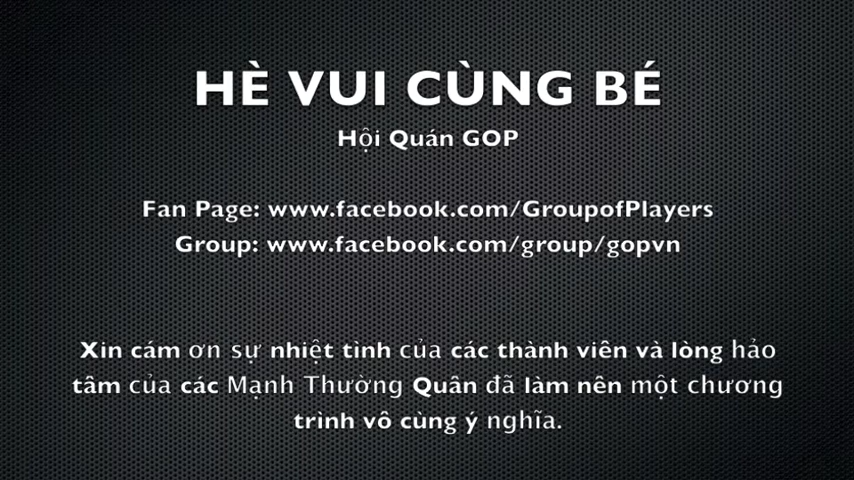 HÈ VUI CÙNG BÉ
Hội Quán GOP
Fan Page: www.facebook.com/GroupofPlayers
Group: www.facebook.com/group/gopvn
Xin cám ơn sự nhiệt tình của các thành viên và lòng hảo
tâm của các Mạnh Thường Quân đã làm nên một chương
trình vô cùng ý nghĩa.